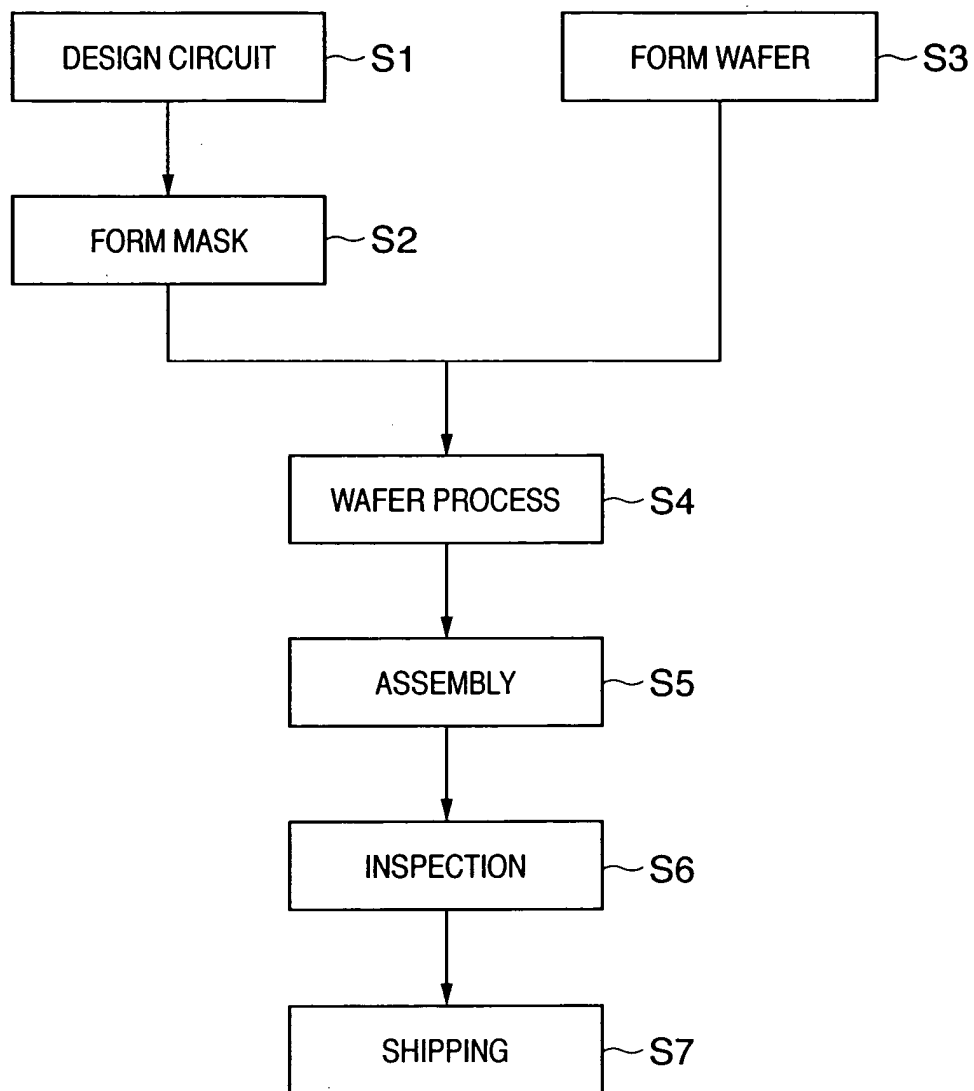 DESIGN CIRCUIT S1
FORM WAFER S3
FORM MASK S2
WAFER PROCESS S4
ASSEMBLY S5
INSPECTION S6
SHIPPING S7